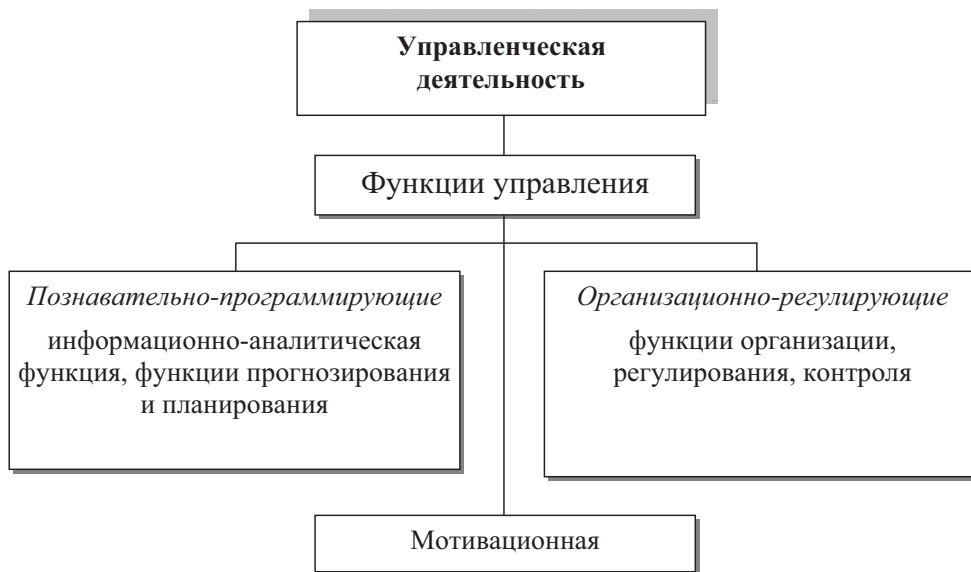 Управленческая
деятельность
Функции управления
Познавательно-программирующие
информационно-аналитическая
функция, функции прогнозирования
и планирования
Организационно-регулирующие
функции организации,
регулирования, контроля
Мотивационная